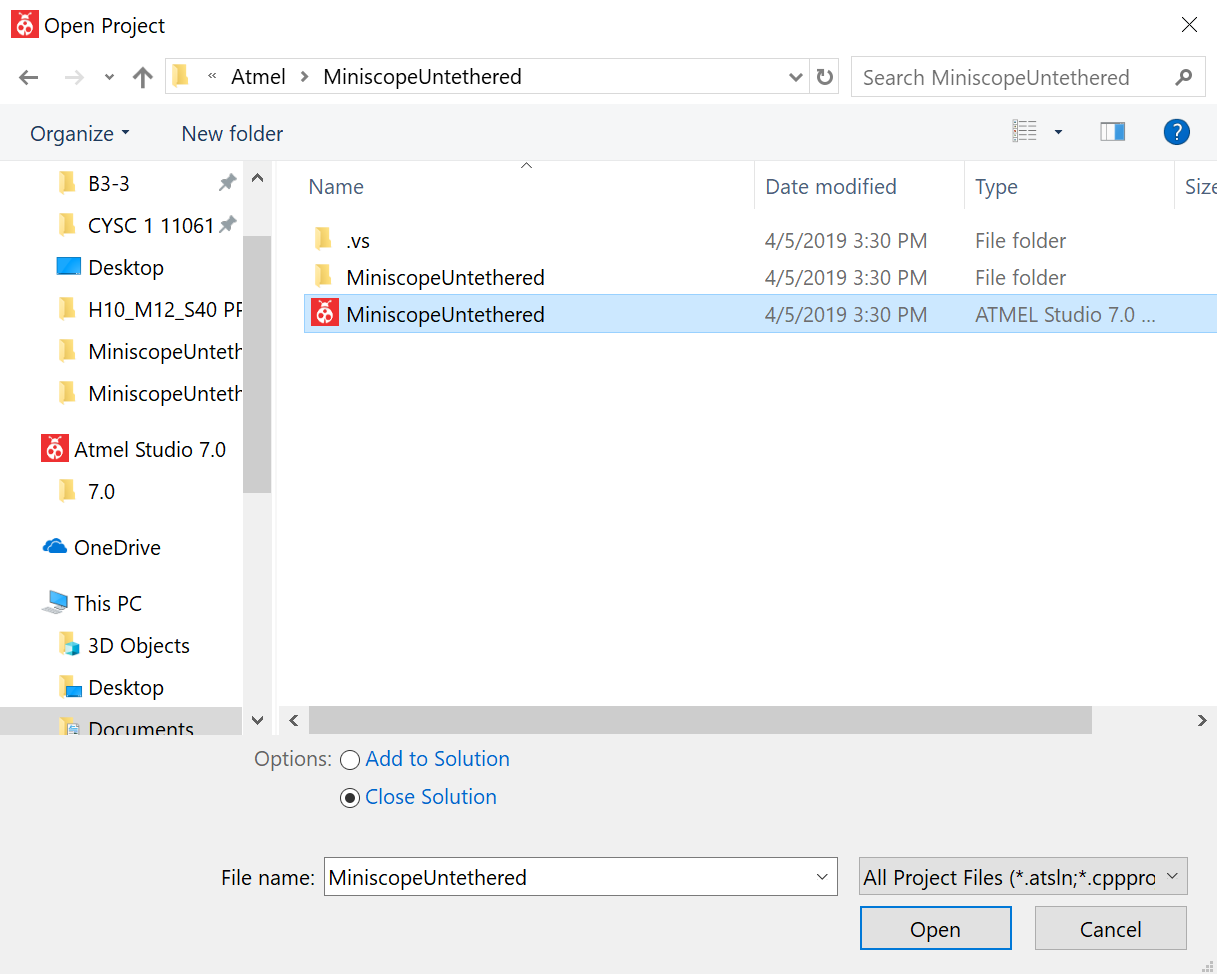 Open Project
« Atmel > MiniscopeUntethered
Search MiniscopeUntethered
Organize New folder
?
Name Date modified Type Size
B3-3
CYSC 1 11061
Desktop
H10_M12_S40 PF
MiniscopeUnteth
MiniscopeUnteth
Atmel Studio 7.0
7.0
OneDrive
This PC
3D Objects
Desktop
Documents
.vs 4/5/2019 3:30 PM File folder
MiniscopeUntethered 4/5/2019 3:30 PM File folder
MiniscopeUntethered 4/5/2019 3:30 PM ATMEL Studio 7.0 ...
Options: Add to Solution
Close Solution
File name: MiniscopeUntethered All Project Files (*.atsln;*.cpppro
Open Cancel